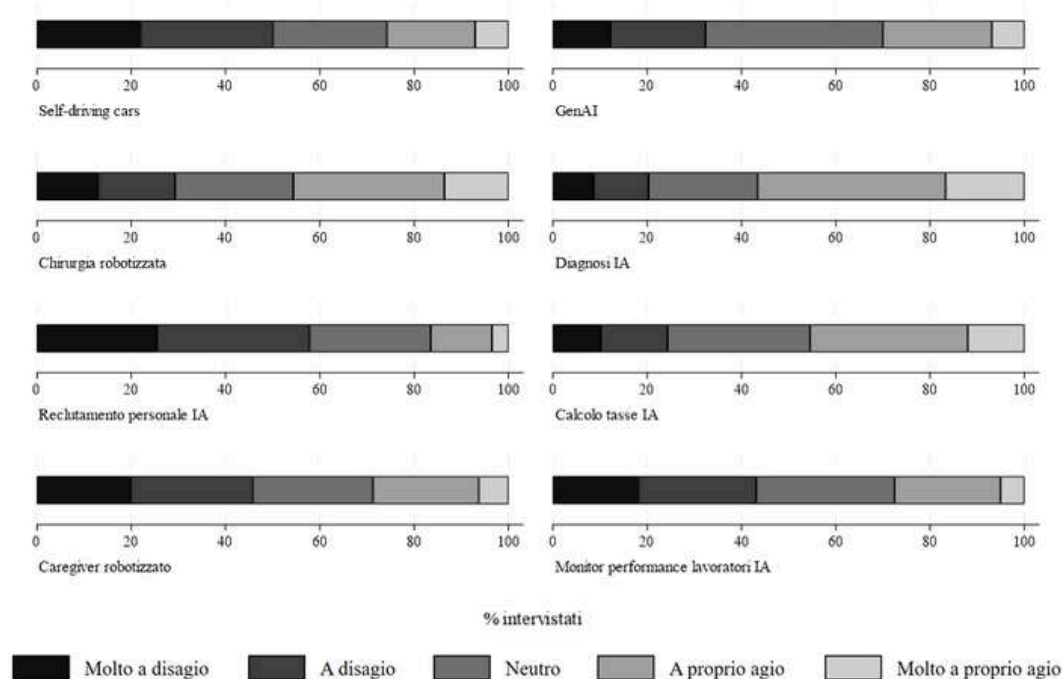 0 20 40 60 80 100
Self-driving cars
0 20 40 60 80 100
GenAI
0 20 40 60 80 100
Chirurgia robotizzata
0 20 40 60 80 100
Diagnosi IA
0 20 40 60 80 100
Reclutamento personale IA
0 20 40 60 80 100
Calcolo tasse IA
0 20 40 60 80 100
Caregiver robotizzato
0 20 40 60 80 100
Monitor performance lavoratori IA
% intervistati
Molto a disagio A disagio Neutro A proprio agio Molto a proprio agio